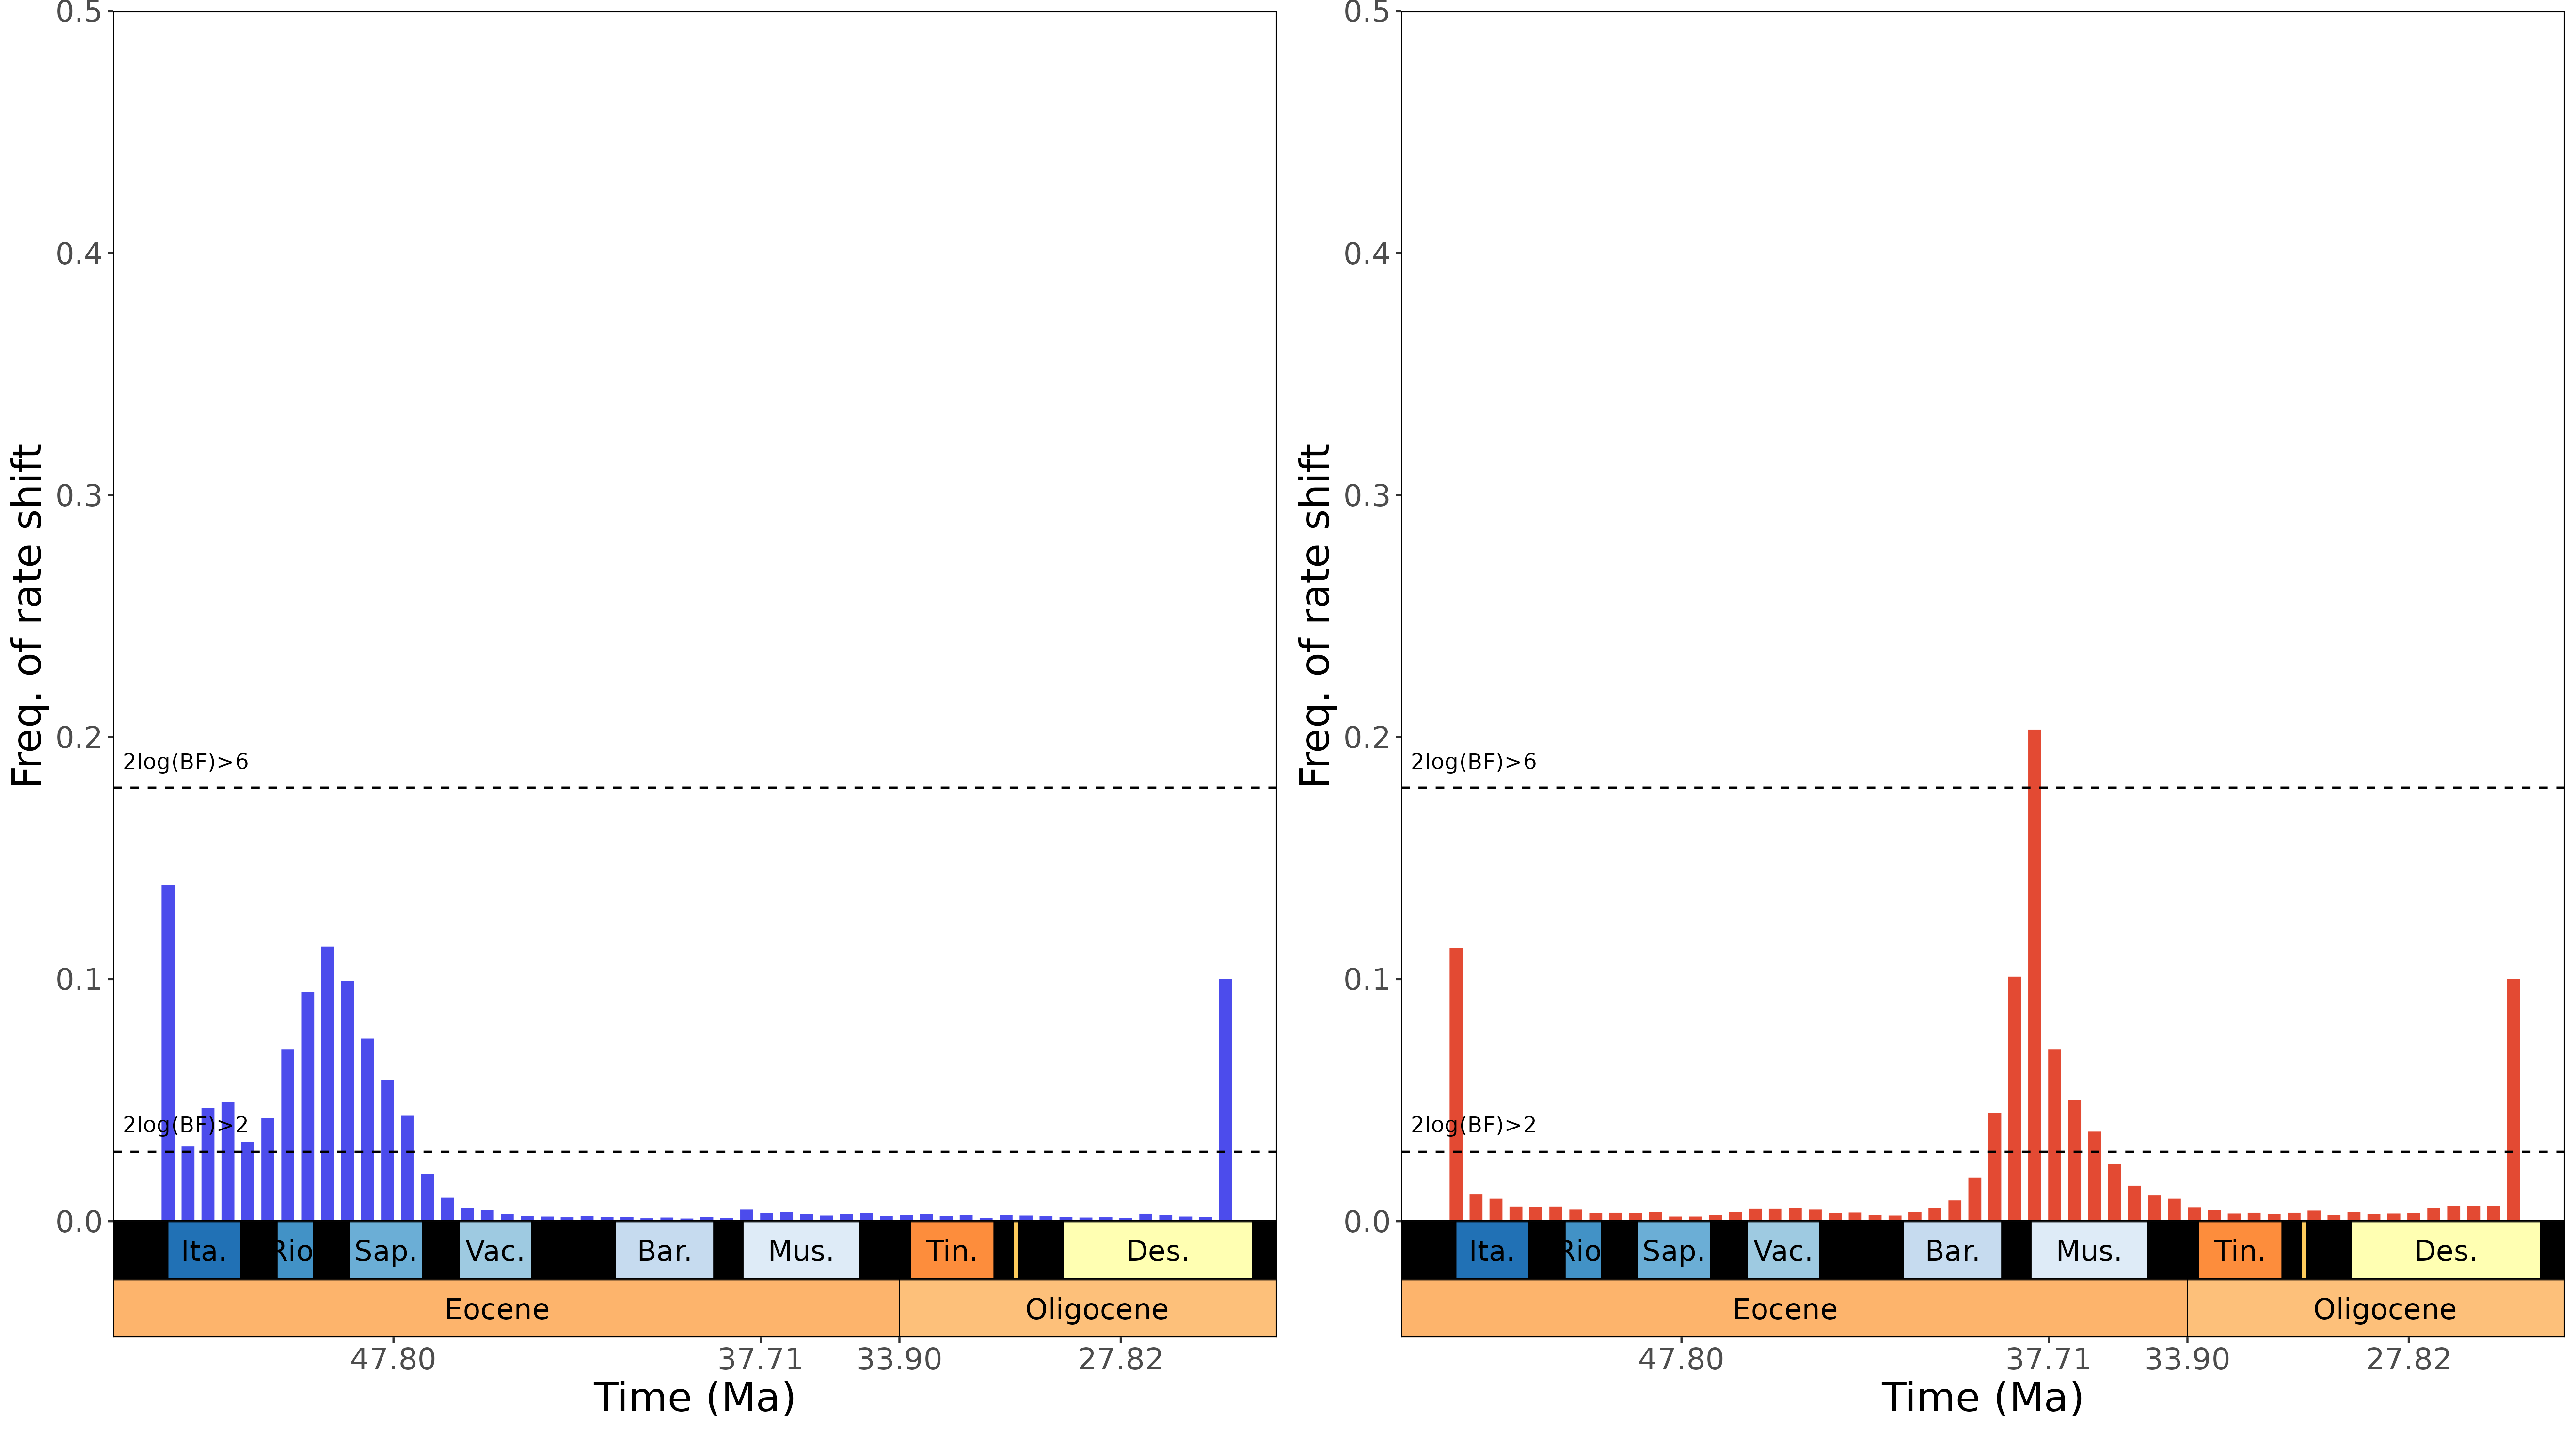 Freq. of rate shift
0.5
0.4
0.3
0.2
0.1
0.0
2log(BF)>6
2log(BF)>2
Ita. Rio Sap. Vac. Bar. Mus. Tin. Des.
Eocene Oligocene
47.80 37.71 33.90 27.82
Time (Ma)
Freq. of rate shift
0.5
0.4
0.3
0.2
0.1
0.0
2log(BF)>6
2log(BF)>2
Ita. Rio Sap. Vac. Bar. Mus. Tin. Des.
Eocene Oligocene
47.80 37.71 33.90 27.82
Time (Ma)